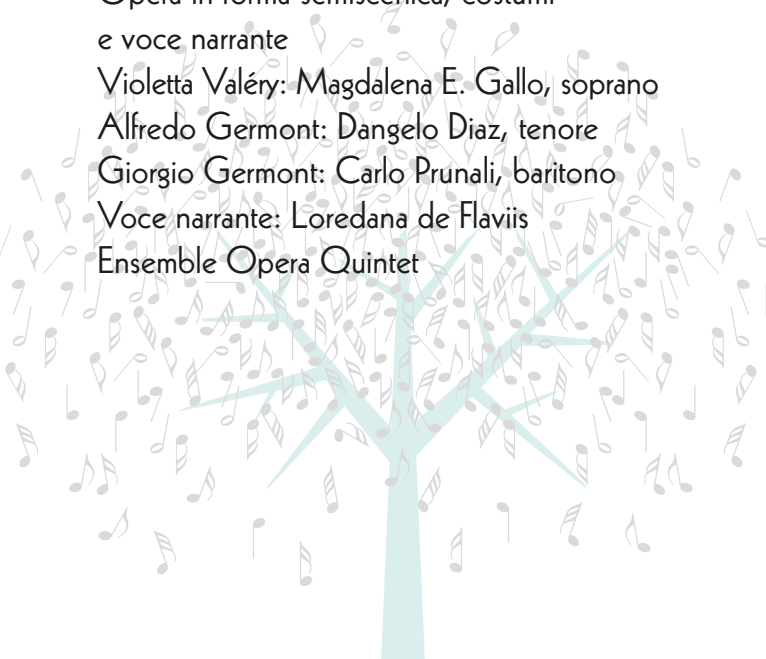 Opera in forma semiscenica, costumi
e voce narrante
Violetta Valéry: Magdalena E. Gallo, soprano
Alfredo Germont: Dangelo Diaz, tenore
Giorgio Germont: Carlo Prunali, baritono
Voce narrante: Loredana de Flaviis
Ensemble Opera Quintet